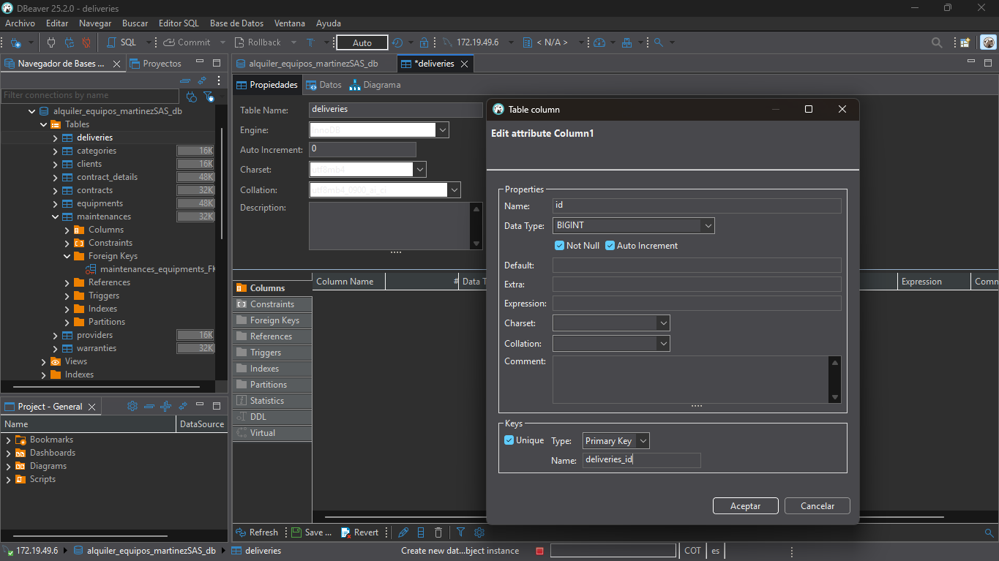 DBeaver 25.2.0 - deliveries
Archivo Editar Navegar Buscar Editor SQL Base de Datos Ventana Ayuda
SQL Commit Rollback T Auto 172.19.49.6 < N/A >
Navegador de Bases ... Proyectos
Filter connections by name
alquiler_equipos_martinezSAS_db
Tables
deliveries
categories 16K
clients 16K
contract_details 48K
contracts 32K
equipments 48K
maintenances 32K
Columns
Constraints
Foreign Keys
maintenances_equipments_FK
References
Triggers
Indexes
Partitions
providers 16K
warranties 32K
Views
Indexes
Project - General
Name DataSource
Bookmarks
Dashboards
Diagrams
Scripts
alquiler_equipos_martinezSAS_db *deliveries
Propiedades Datos Diagrama
Table Name: deliveries
Engine: InnoDB
Auto Increment: 0
Charset: utf8mb4
Collation: utf8mb4_0900_ai_ci
Description:
Columns
Constraints
Foreign Keys
References
Triggers
Indexes
Partitions
Statistics
DDL
Virtual
Column Name # Data T Expression Comm
Table column
Edit attribute Column1
Properties
Name: id
Data Type: BIGINT
Not Null Auto Increment
Default:
Extra:
Expression:
Charset:
Collation:
Comment:
Keys
Unique Type: Primary Key
Name: deliveries_id
Aceptar Cancelar
Refresh Save ... Revert
172.19.49.6 alquiler_equipos_martinezSAS_db deliveries Create new dat...bject instance COT es